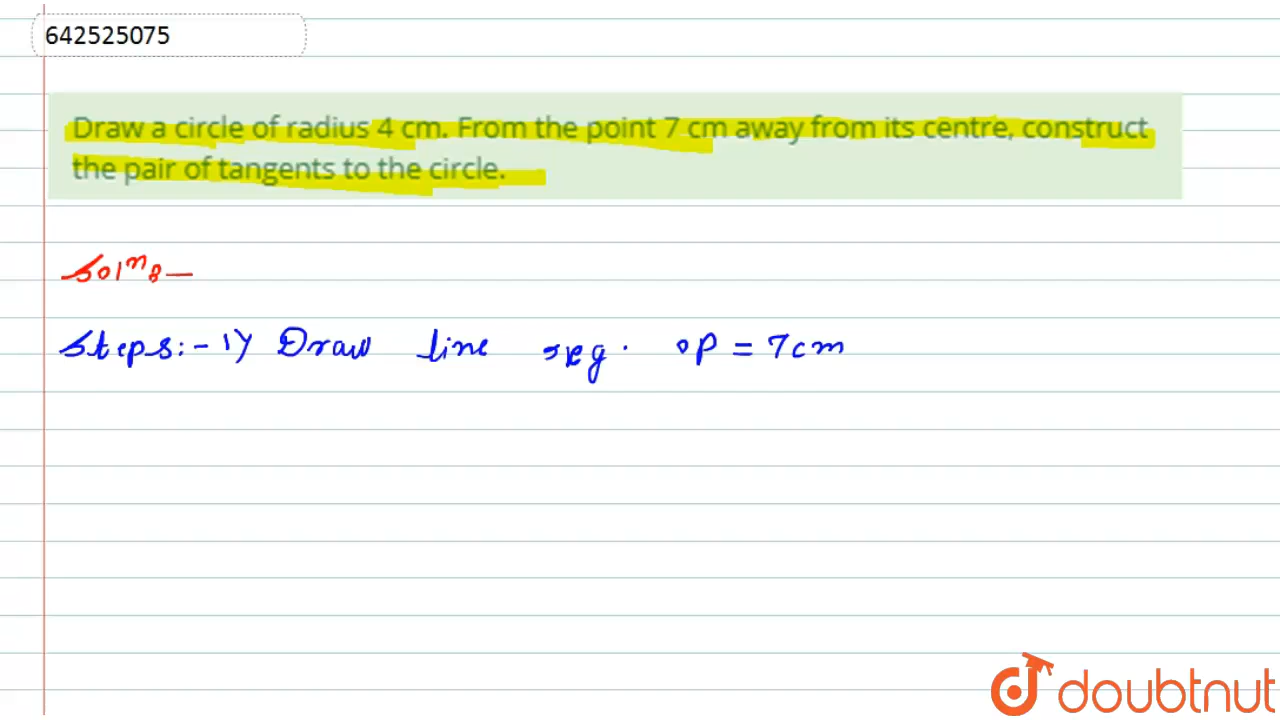 642525075
Draw a circle of radius 4 cm. From the point 7 cm away from its centre, construct
the pair of tangents to the circle.
Solⁿ:-
Steps:- 1) Draw line seg. OP = 7cm
doubtnut